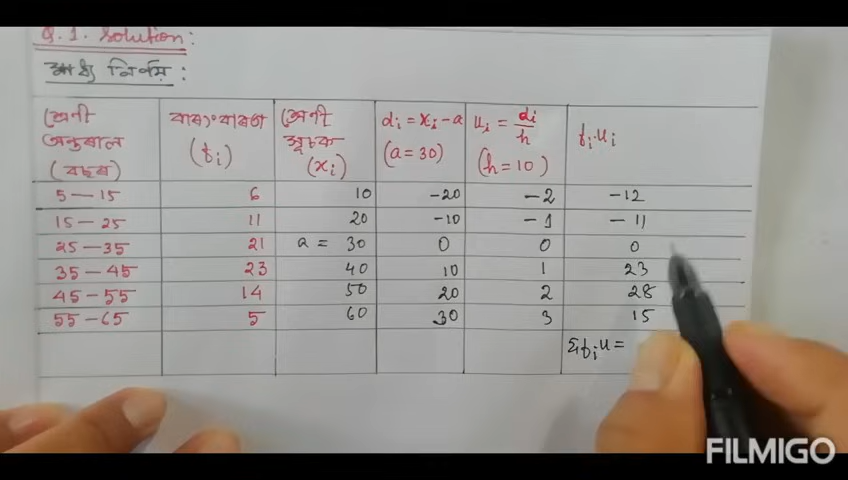 Q.1. Solution:
মাধ্য নিৰ্ণয় :
শ্ৰেণী অন্তৰাল (বছৰ) বাৰংবাৰতা (fᵢ) শ্ৰেণী সূচক (xᵢ) dᵢ = xᵢ - a (a = 30) uᵢ = dᵢ/h (h = 10) fᵢ.uᵢ
5 — 15 6 10 -20 -2 -12
15 — 25 11 20 -10 -1 -11
25 — 35 21 a = 30 0 0 0
35 — 45 23 40 10 1 23
45 — 55 14 50 20 2 28
55 — 65 5 60 30 3 15
Σfᵢu =
FILMIGO